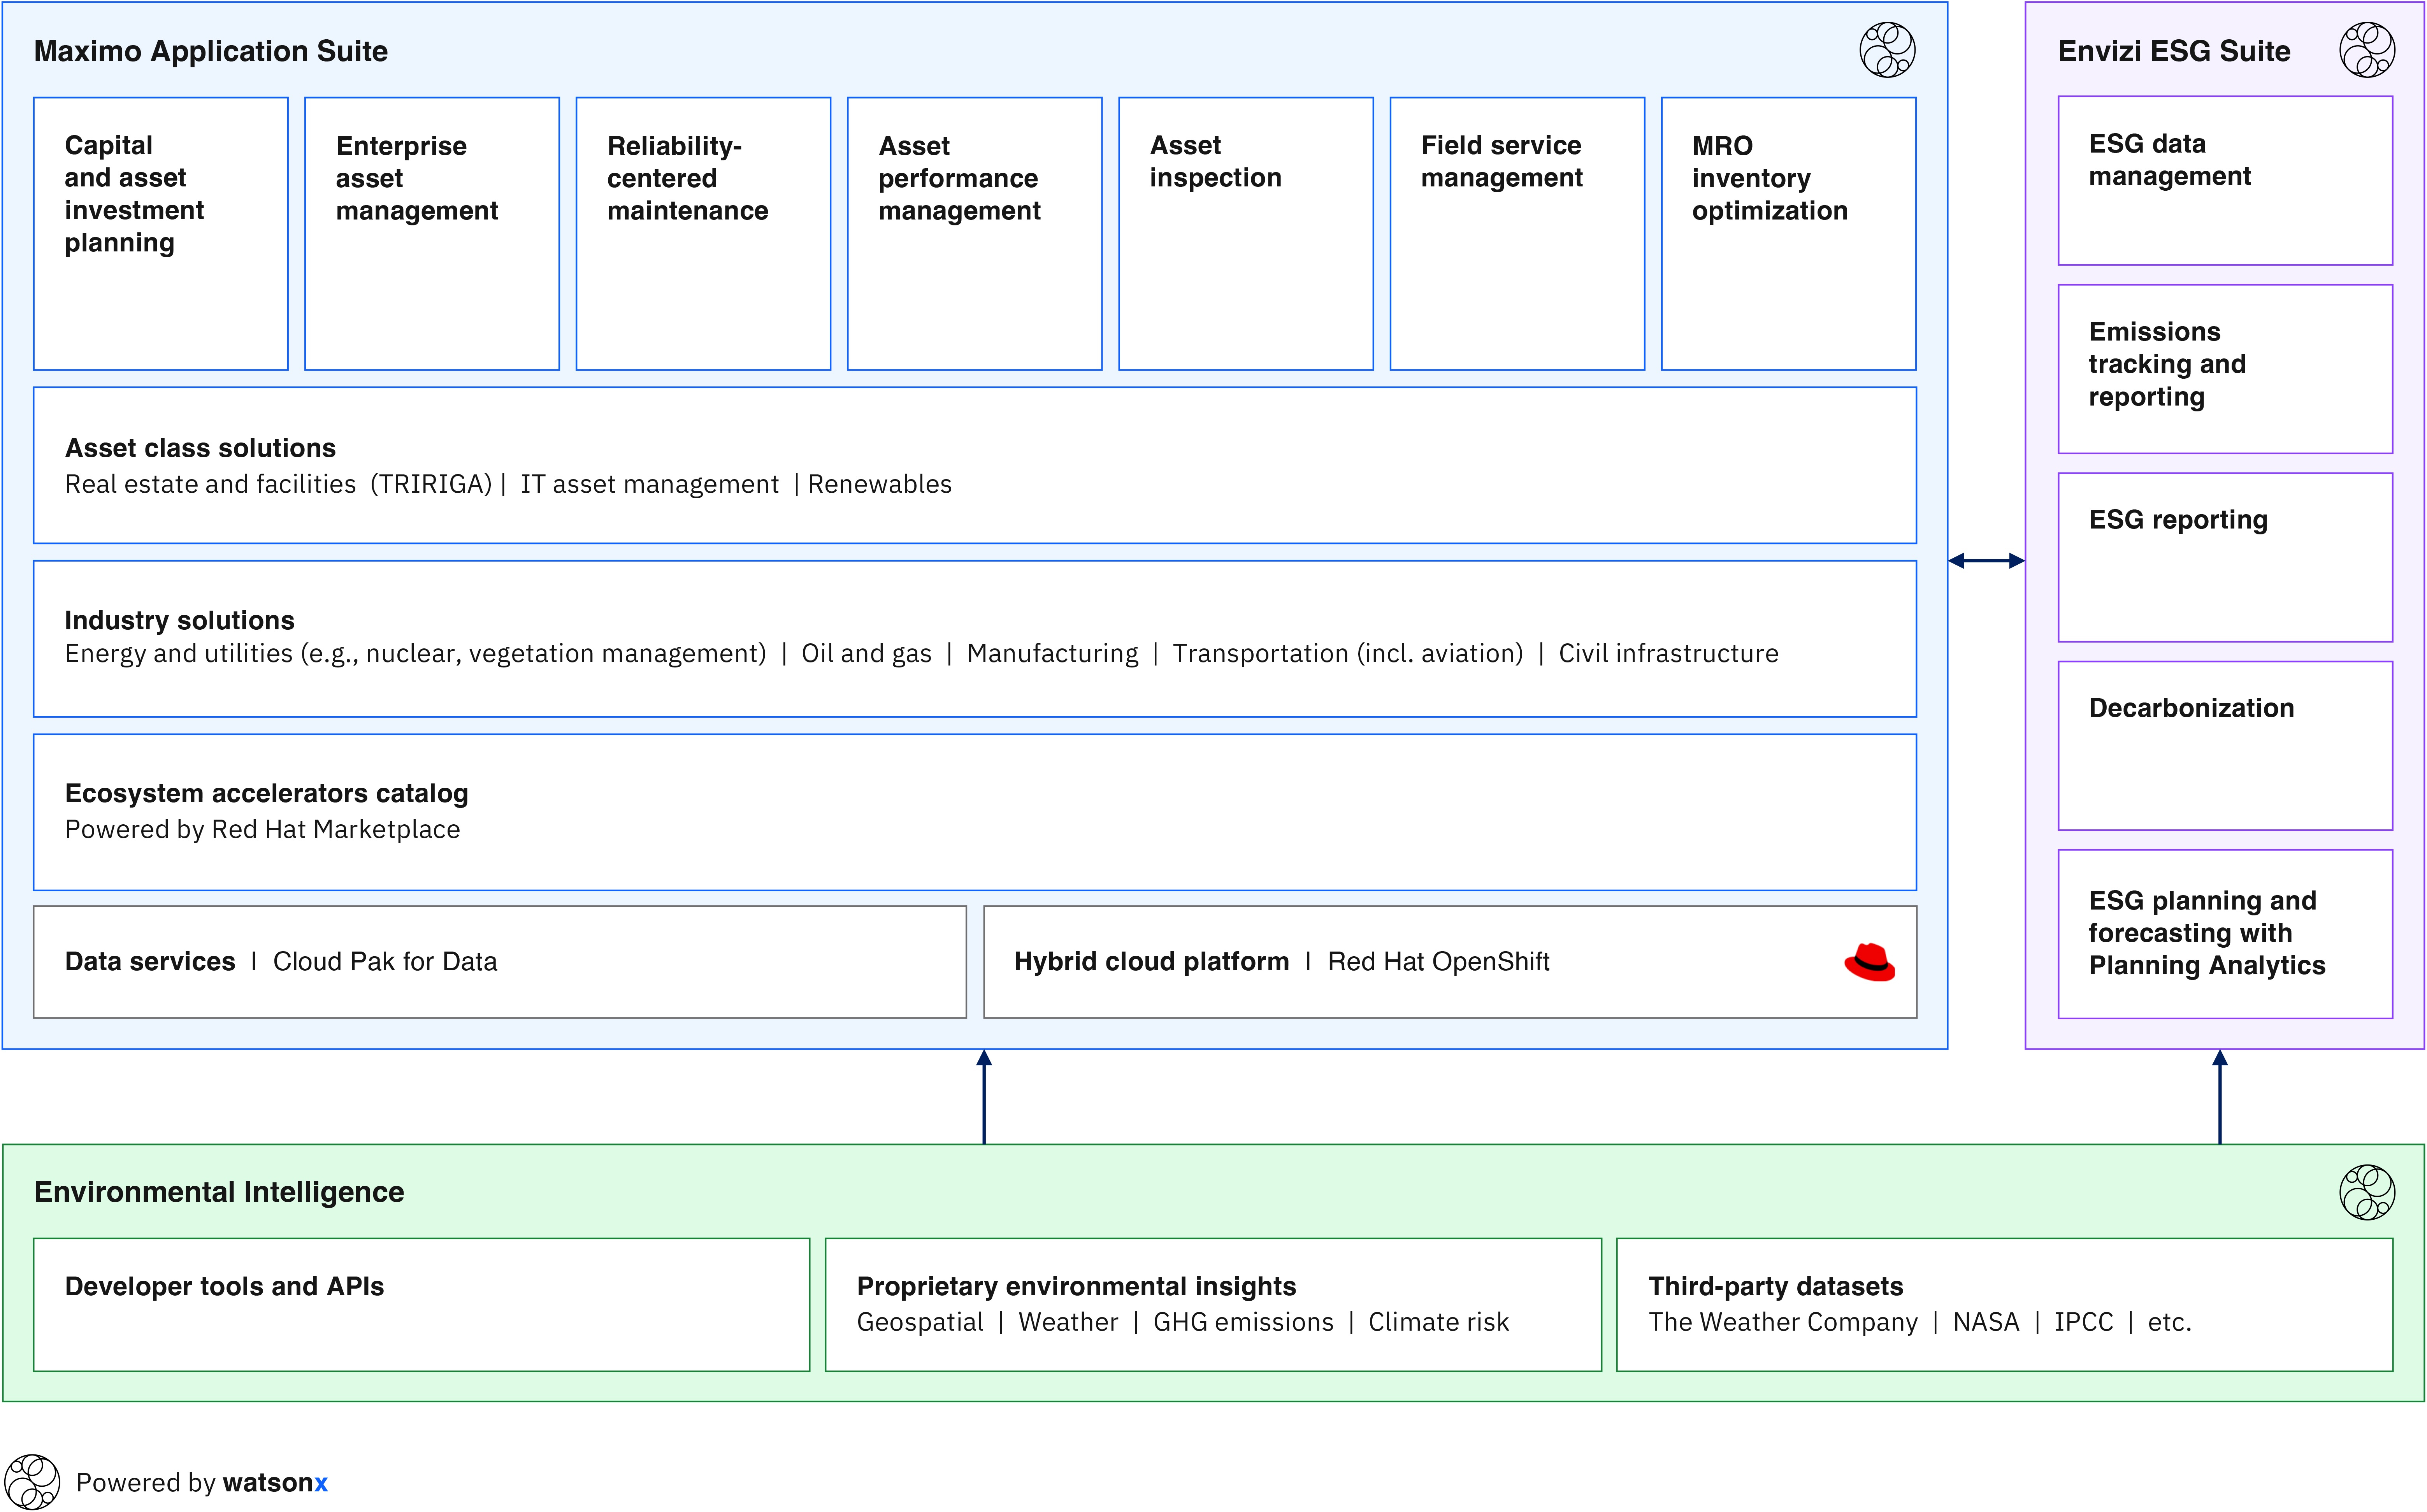 Maximo Application Suite
Capital
and asset
investment
planning
Enterprise
asset
management
Reliability-
centered
maintenance
Asset
performance
management
Asset
inspection
Field service
management
MRO
inventory
optimization
Asset class solutions
Real estate and facilities (TRIRIGA) | IT asset management | Renewables
Industry solutions
Energy and utilities (e.g., nuclear, vegetation management) | Oil and gas | Manufacturing | Transportation (incl. aviation) | Civil infrastructure
Ecosystem accelerators catalog
Powered by Red Hat Marketplace
Data services | Cloud Pak for Data
Hybrid cloud platform | Red Hat OpenShift
Envizi ESG Suite
ESG data
management
Emissions
tracking and
reporting
ESG reporting
Decarbonization
ESG planning and
forecasting with
Planning Analytics
Environmental Intelligence
Developer tools and APIs
Proprietary environmental insights
Geospatial | Weather | GHG emissions | Climate risk
Third-party datasets
The Weather Company | NASA | IPCC | etc.
Powered by watsonx